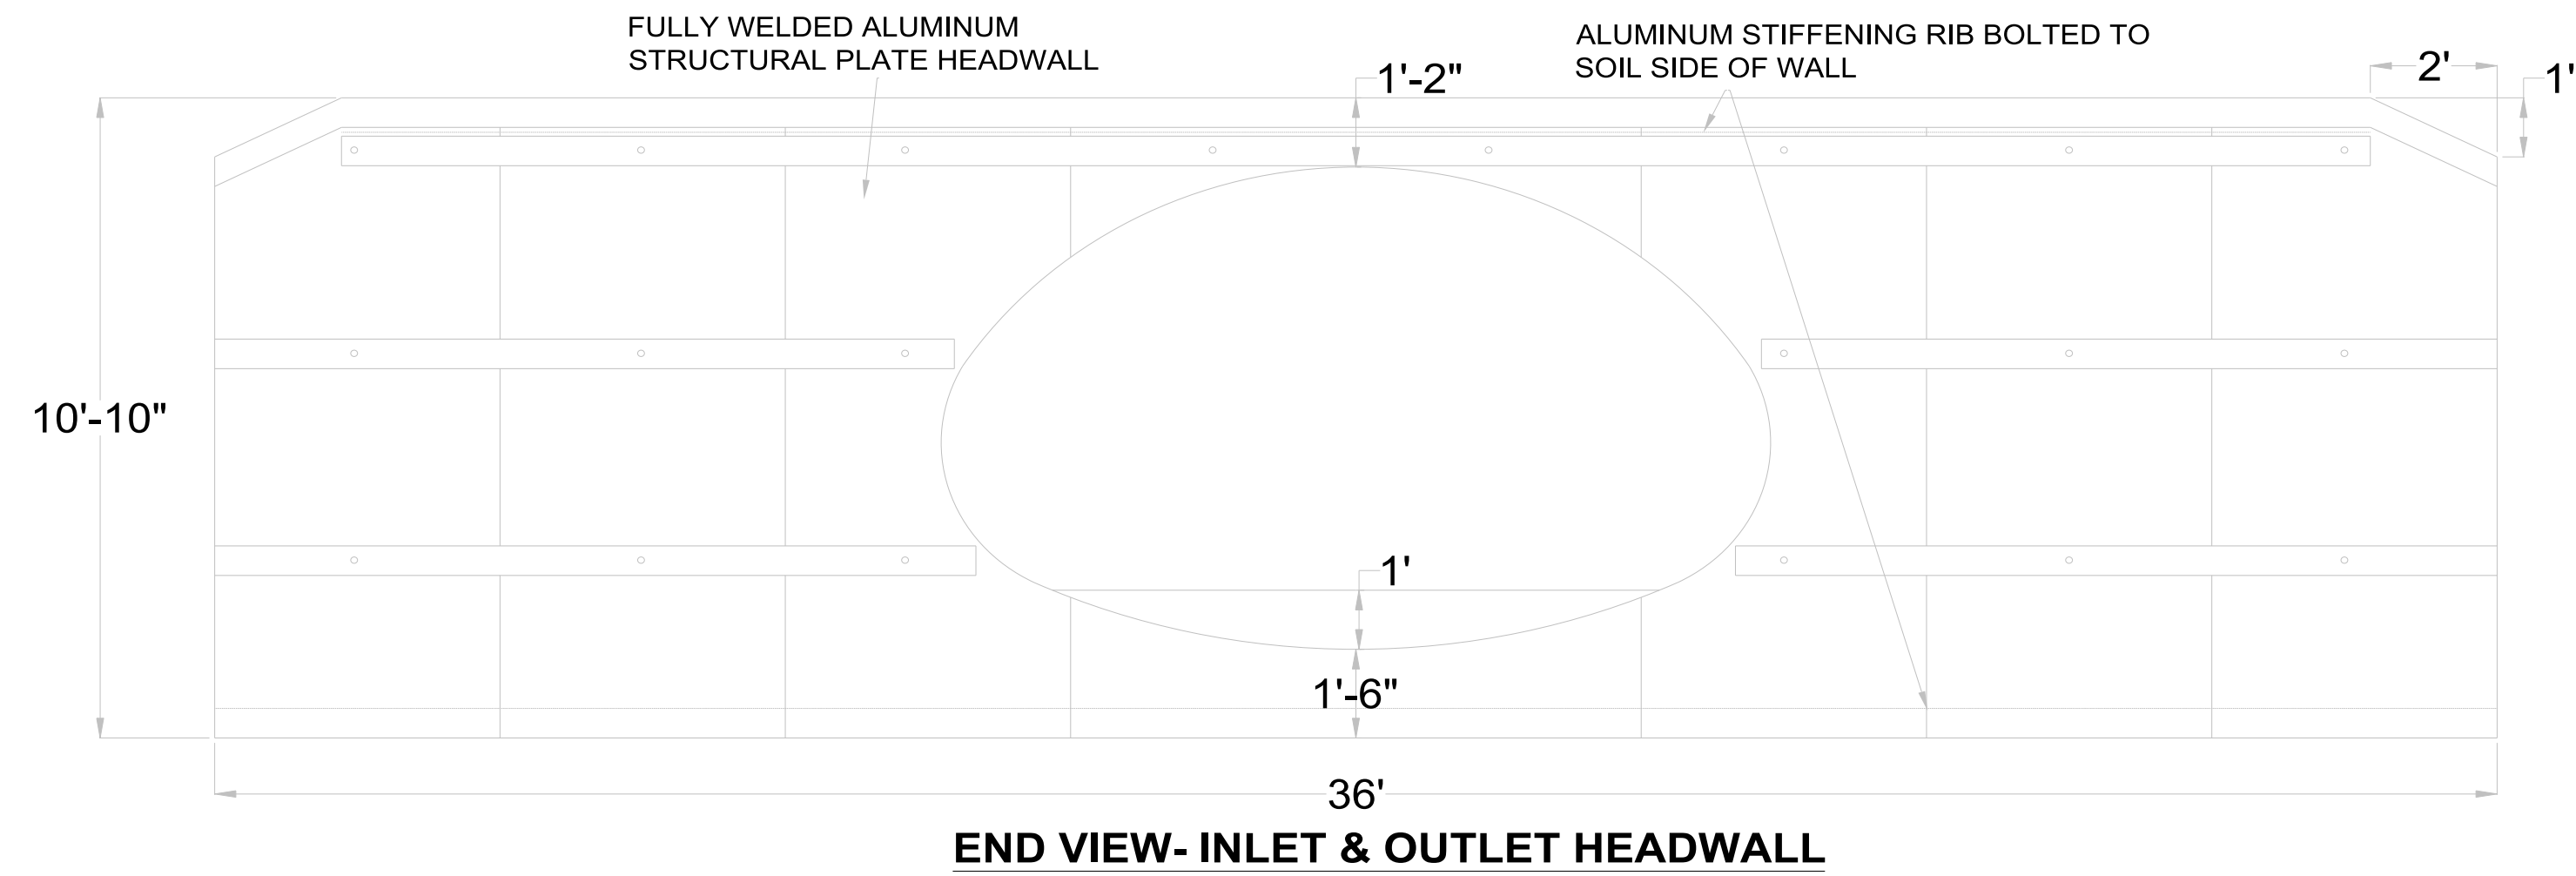 FULLY WELDED ALUMINUM
STRUCTURAL PLATE HEADWALL
ALUMINUM STIFFENING RIB BOLTED TO
SOIL SIDE OF WALL
1'-2"
2'
1'
10'-10"
1'
1'-6"
36'
END VIEW- INLET & OUTLET HEADWALL